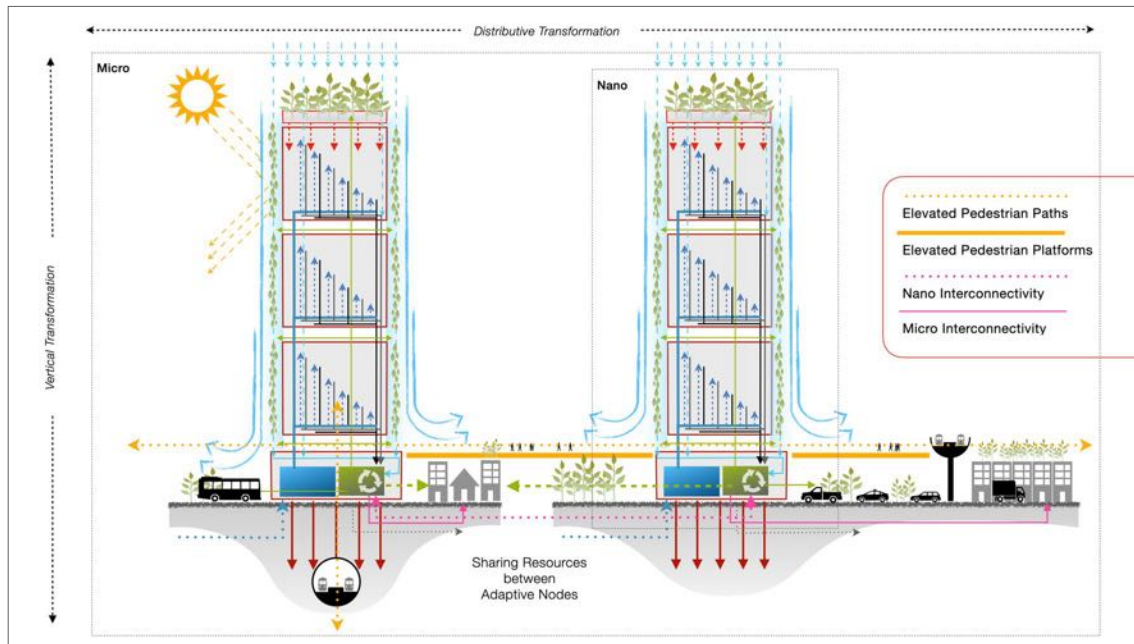 Distributive Transformation
Micro
Nano
Vertical Transformation
Elevated Pedestrian Paths
Elevated Pedestrian Platforms
Nano Interconnectivity
Micro Interconnectivity
Sharing Resources
between
Adaptive Nodes